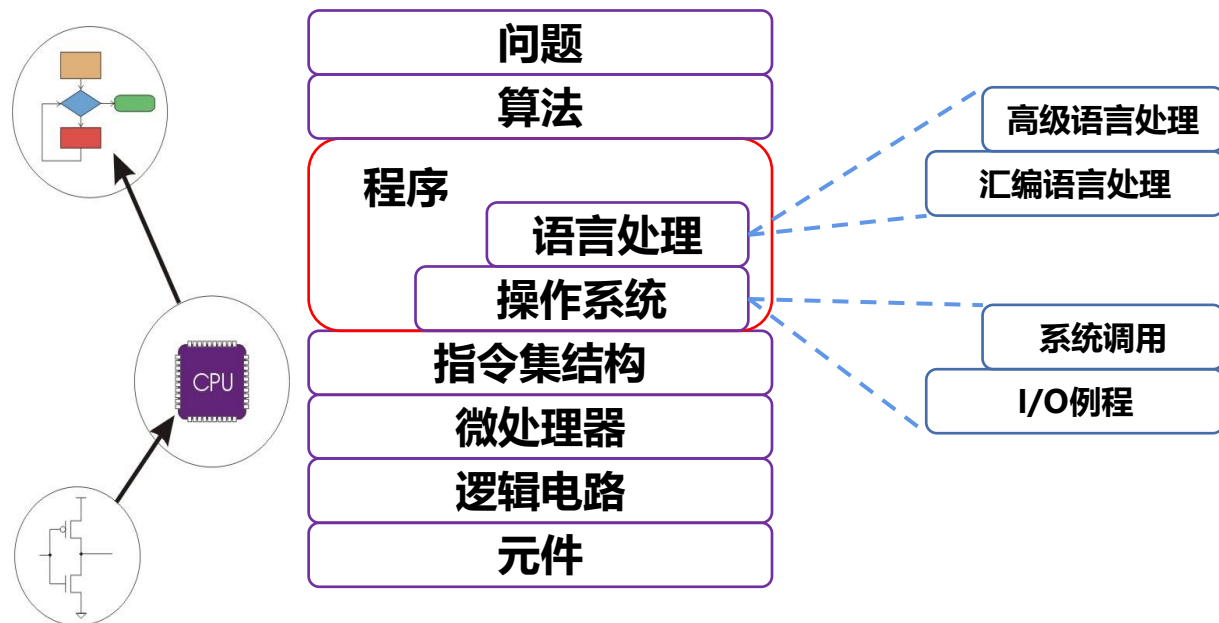 问题
算法
程序
语言处理
操作系统
指令集结构
微处理器
逻辑电路
元件
高级语言处理
汇编语言处理
系统调用
I/O例程
CPU